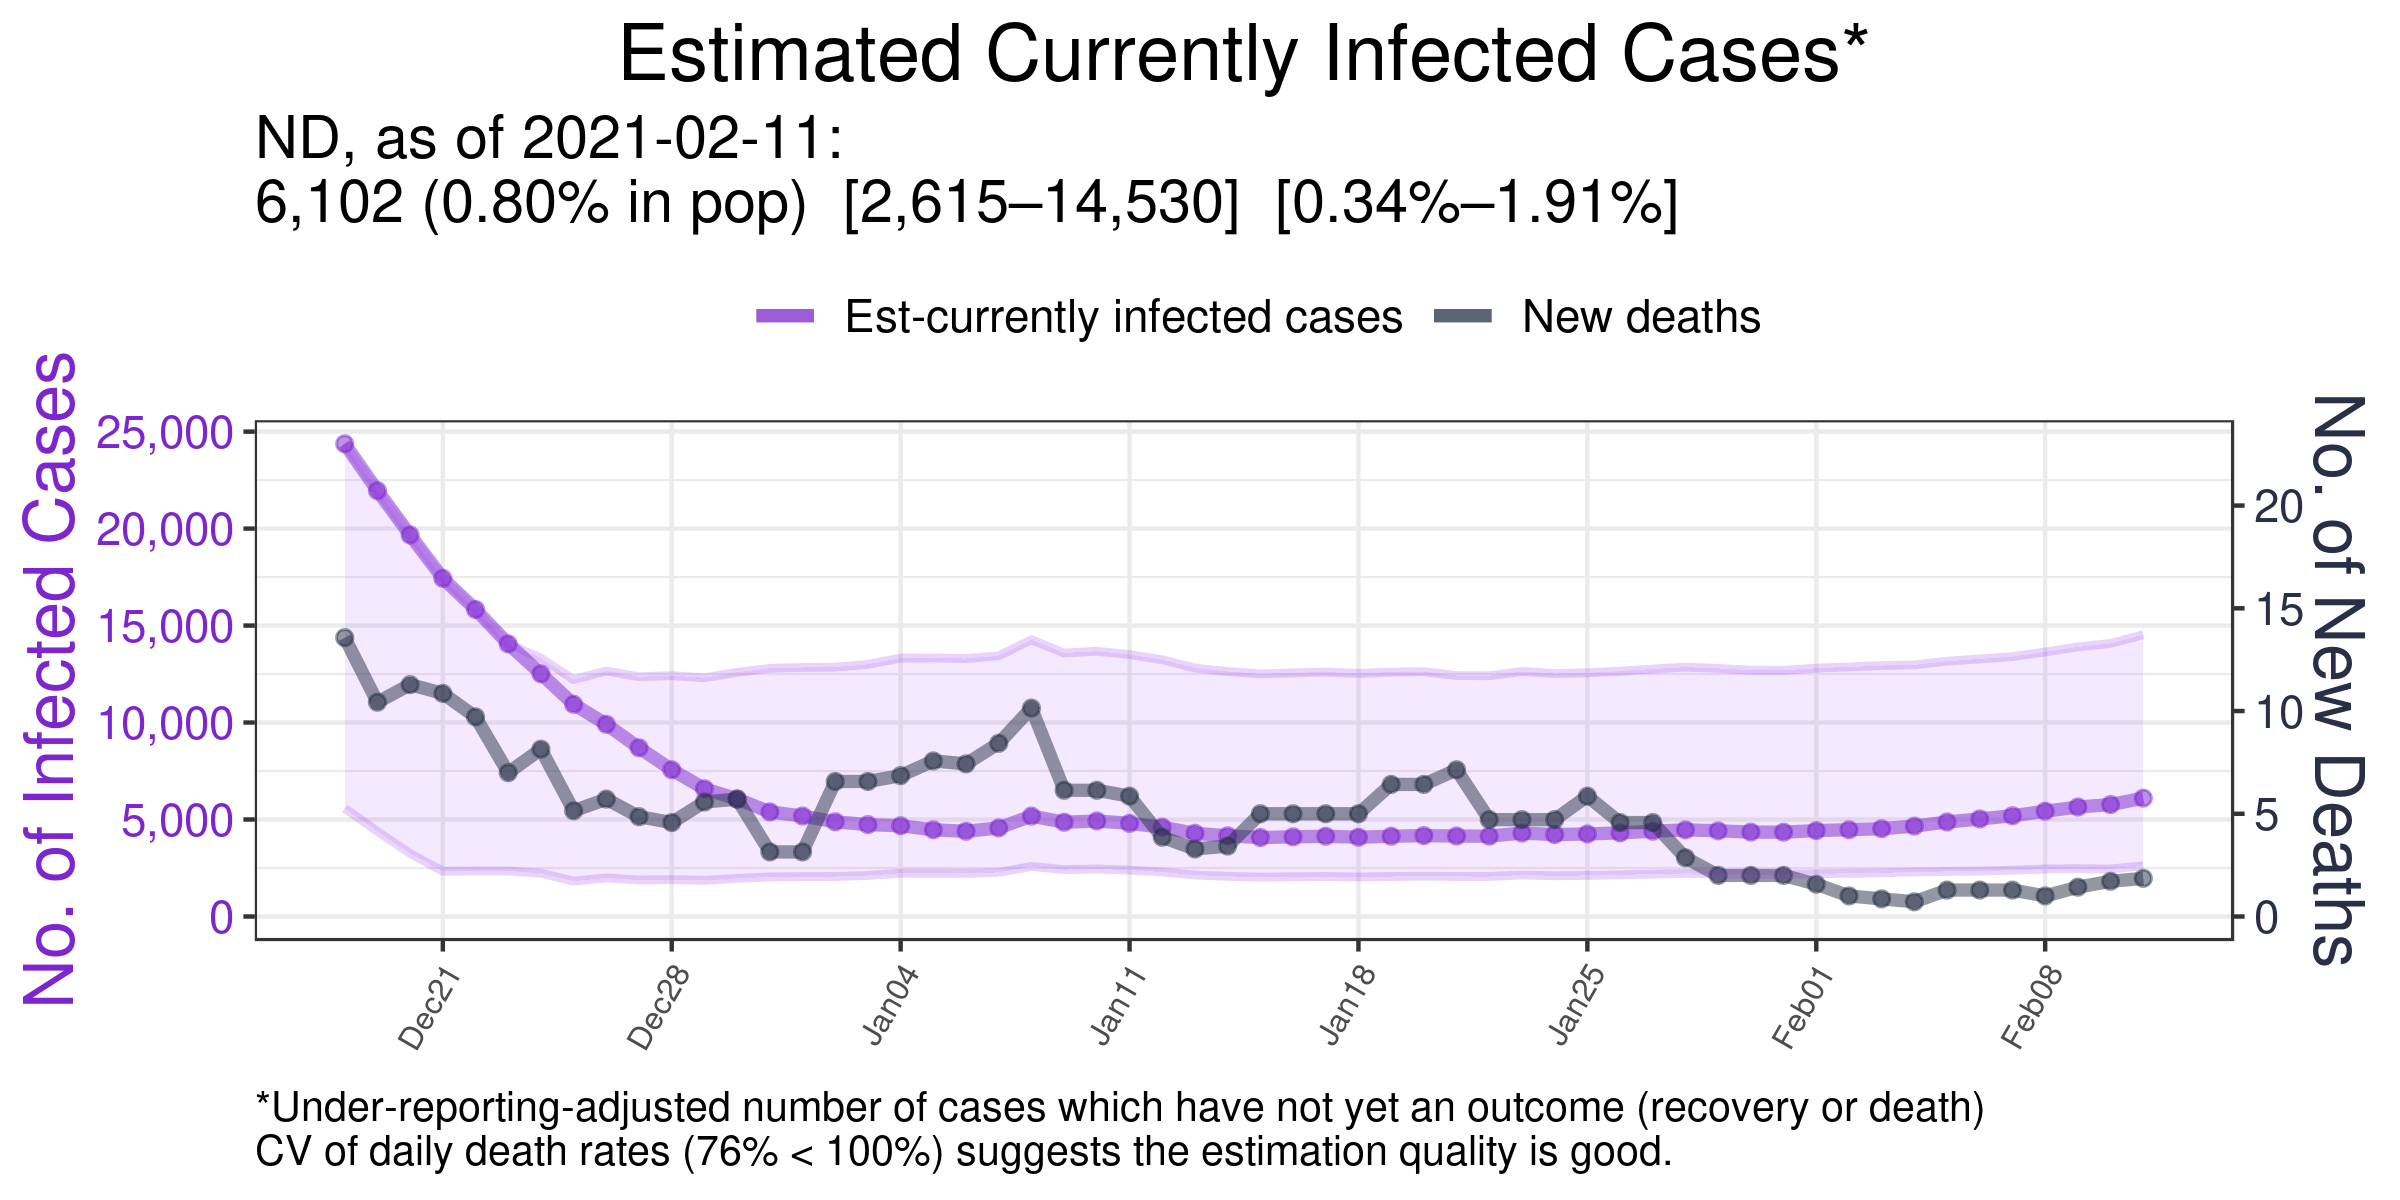 Estimated Currently Infected Cases*
ND, as of 2021-02-11:
6,102 (0.80% in pop)  [2,615–14,530]  [0.34%–1.91%]
Est-currently infected cases
New deaths
No. of Infected Cases
25,000
20,000
15,000
10,000
5,000
0
No. of New Deaths
20
15
10
5
0
Dec21
Dec28
Jan04
Jan11
Jan18
Jan25
Feb01
Feb08
*Under-reporting-adjusted number of cases which have not yet an outcome (recovery or death)
CV of daily death rates (76% < 100%) suggests the estimation quality is good.